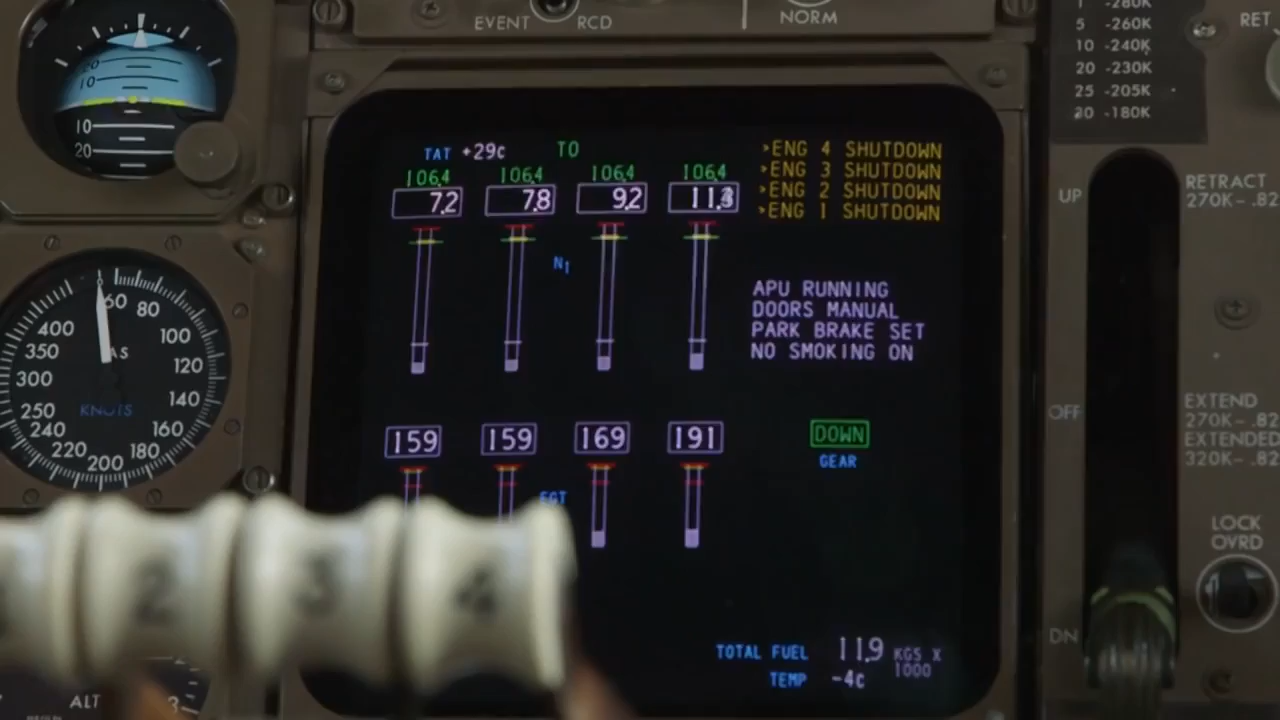 EVENT RCD
NORM
5 -260K
10 -240K
20 -230K
25 -205K
30 -180K
RET
20
10
10
20
TAT +29c TO
106.4 106.4 106.4 106.4
7.2 7.8 9.2
>ENG 4 SHUTDOWN
>ENG 3 SHUTDOWN
>ENG 2 SHUTDOWN
>ENG 1 SHUTDOWN
N1
APU RUNNING
DOORS MANUAL
PARK BRAKE SET
NO SMOKING ON
159 159 169 191
EGT
DOWN
GEAR
TOTAL FUEL 11.9 KGS X
1000
TEMP -4c
60 80 100 120 140 160 180 200 220 240 250 300 350 400
KNOTS
2 3 4
ALT
3
UP
OFF
DN
RETRACT
270K- .82
EXTEND
270K- .82
EXTENDED
320K- .82
LOCK
OVRD